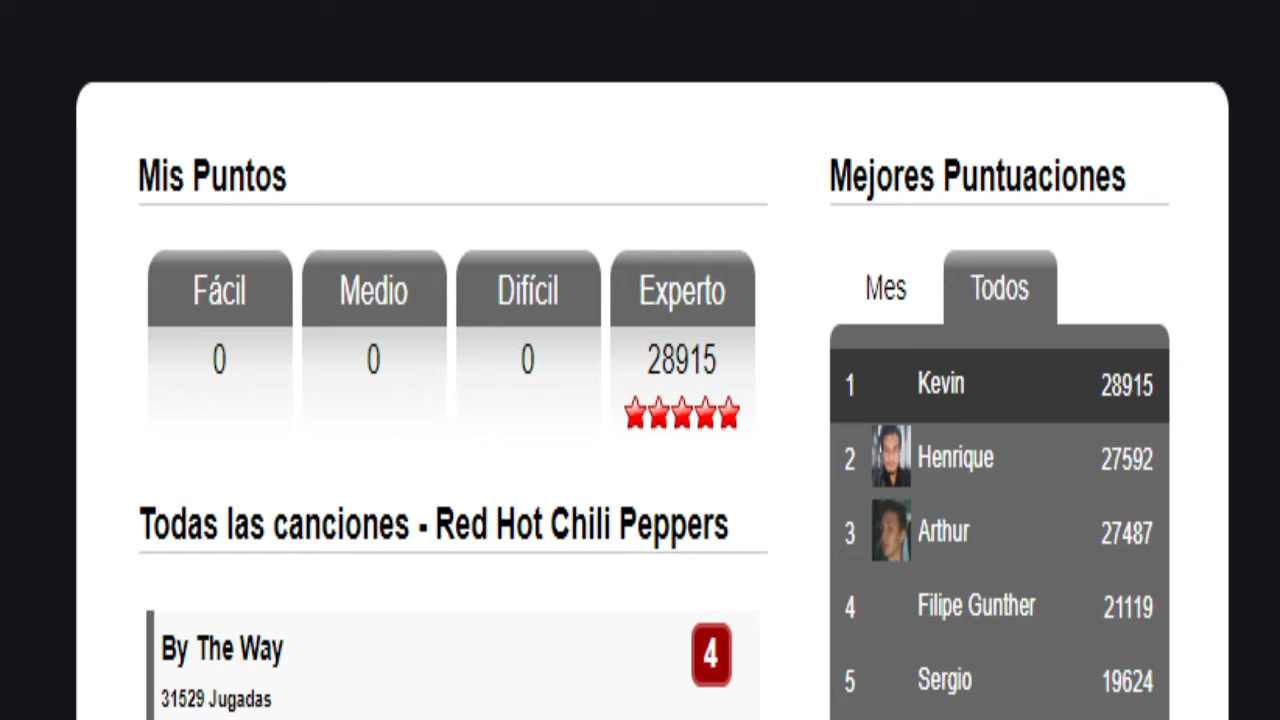 Mis Puntos
Fácil Medio Difícil Experto
0 0 0 28915
Todas las canciones - Red Hot Chili Peppers
By The Way
4
31529 Jugadas
Mejores Puntuaciones
Mes Todos
1 Kevin 28915
2 Henrique 27592
3 Arthur 27487
4 Filipe Gunther 21119
5 Sergio 19624